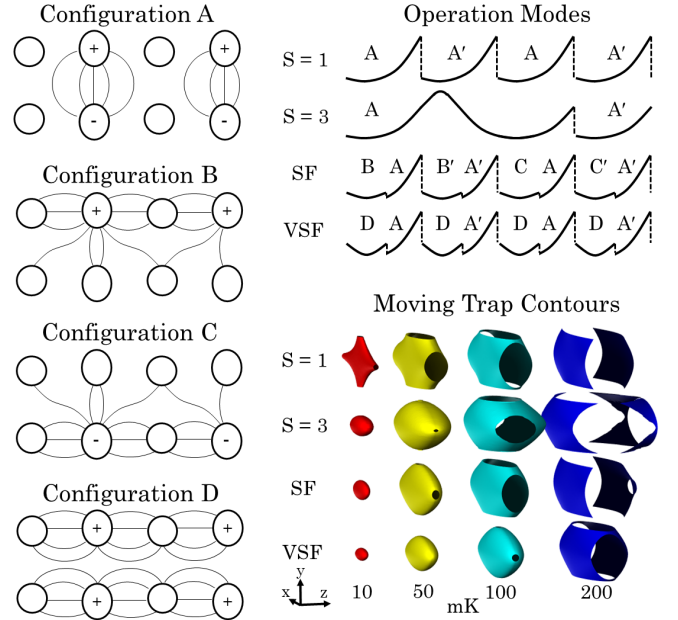 Configuration A
+ +
- -
Configuration B
+ +
Configuration C
- -
Configuration D
+ +
+ +
Operation Modes
S = 1 A A′ A A′
S = 3 A A′
SF B A B′ A′ C A C′ A′
VSF D A D A′ D A D A′
Moving Trap Contours
S = 1
S = 3
SF
VSF
y
x z
10 50 100 200
mK